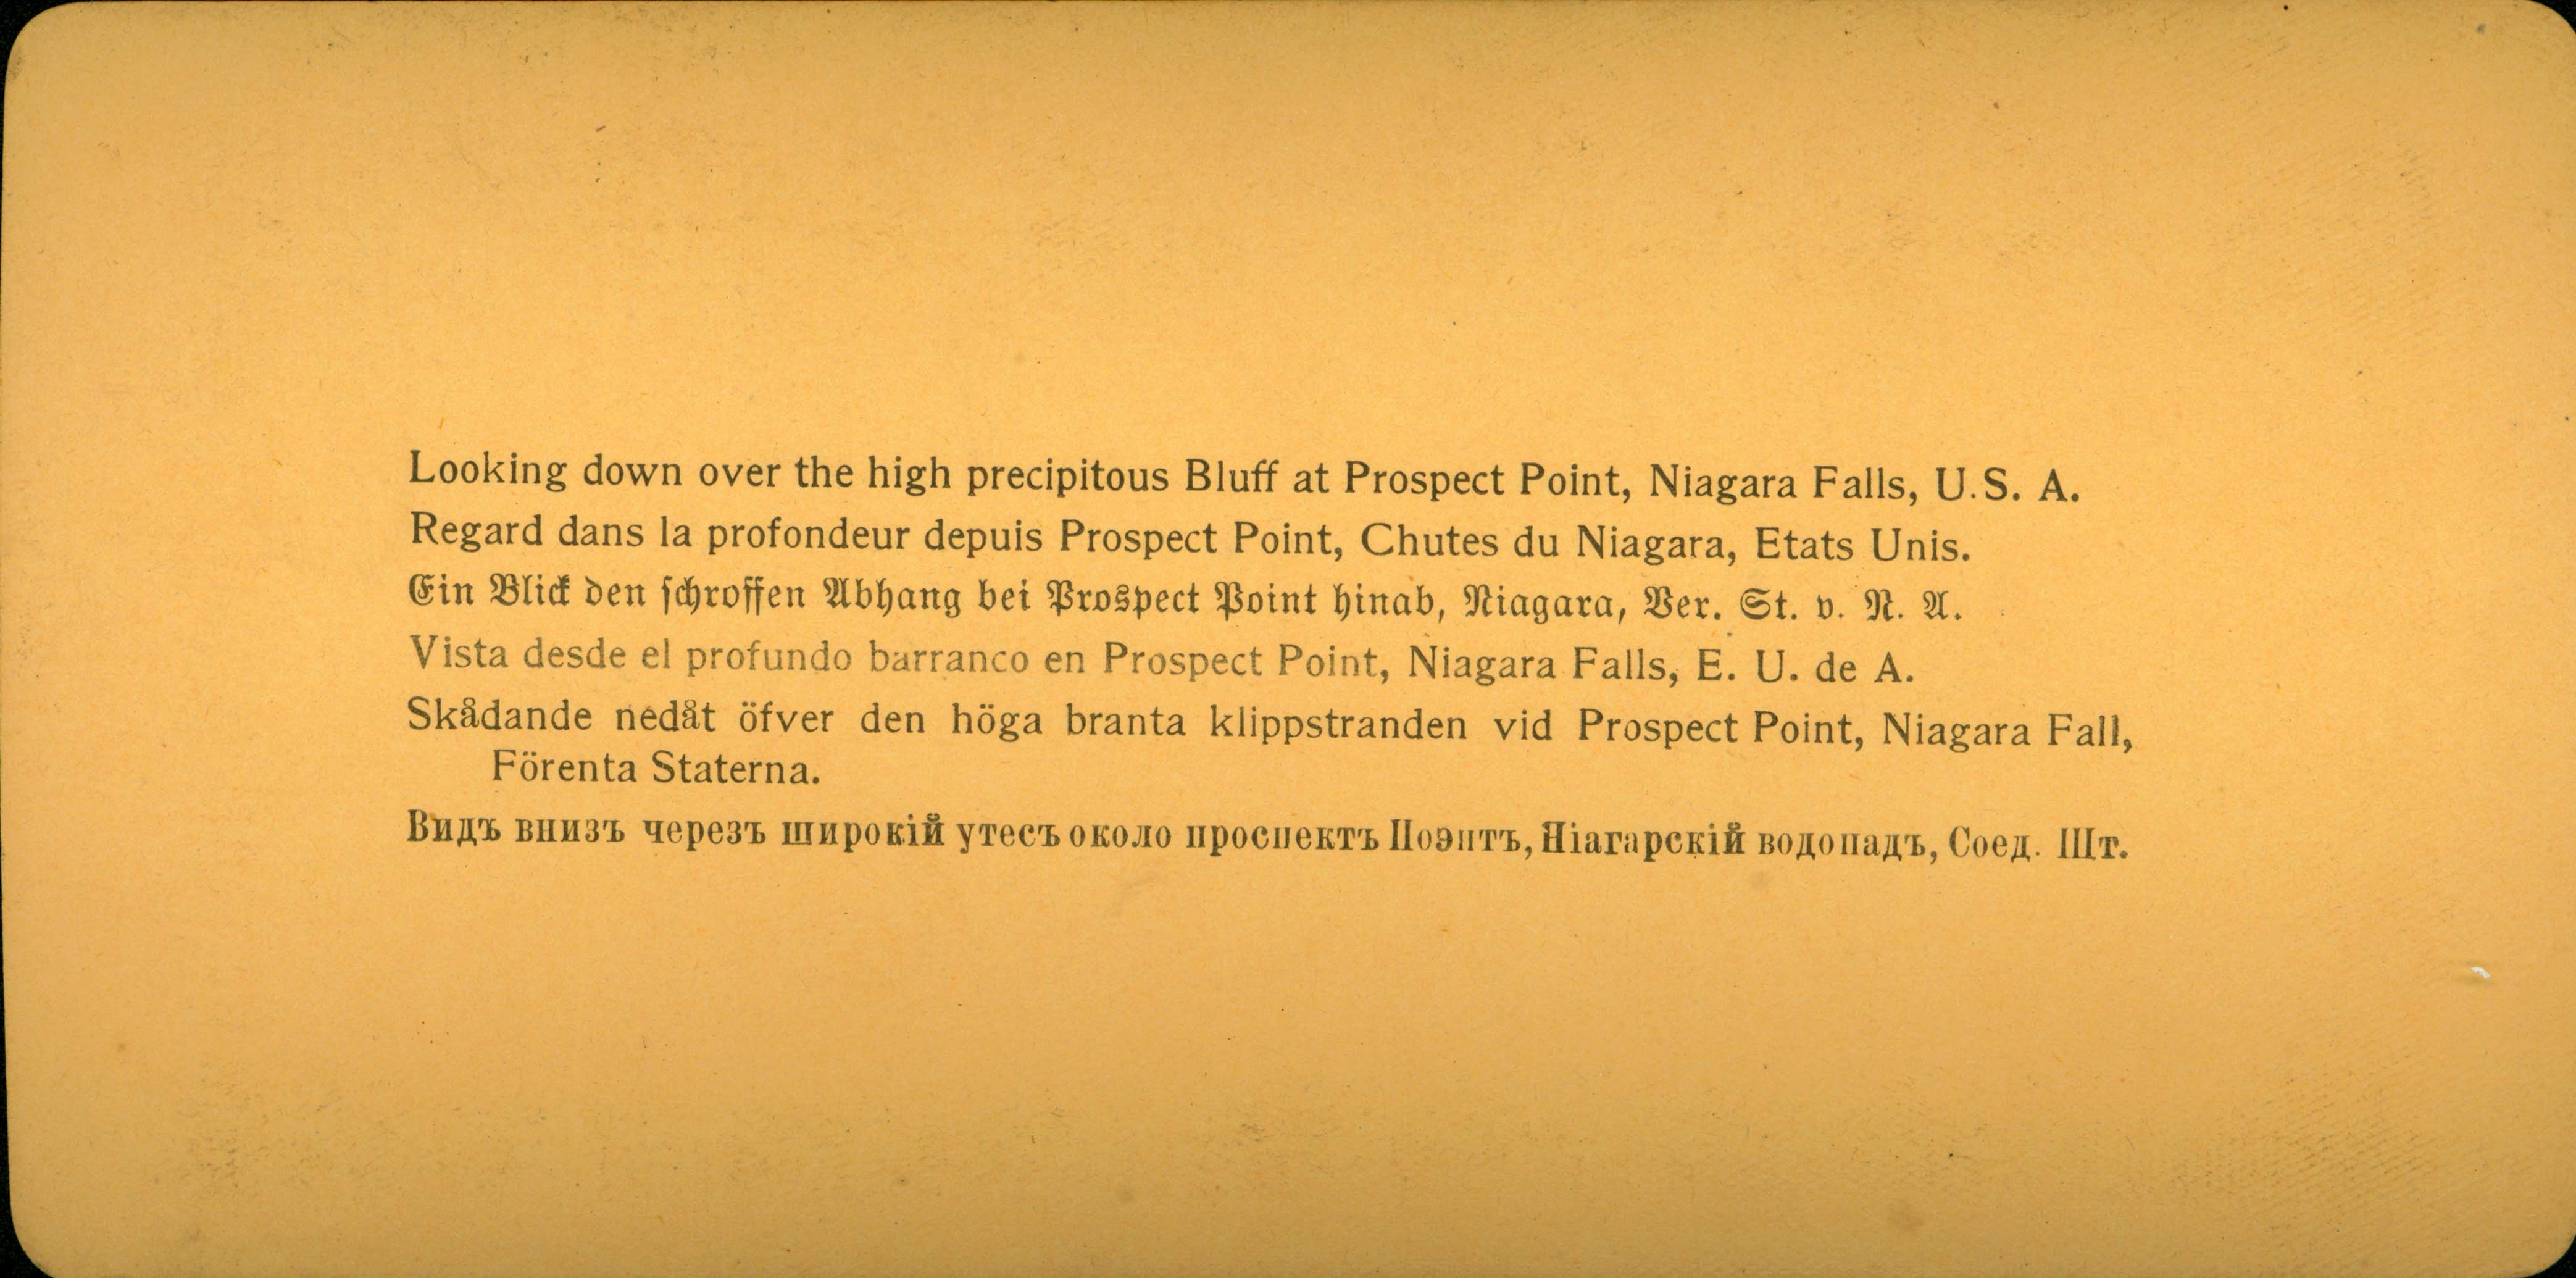 Looking down over the high precipitous Bluff at Prospect Point, Niagara Falls, U.S. A.
Regard dans la profondeur depuis Prospect Point, Chutes du Niagara, Etats Unis.
Ein Blick den schroffen Abhang bei Prospect Point hinab, Niagara, Ver. St. v. N. A.
Vista desde el profundo barranco en Prospect Point, Niagara Falls, E. U. de A.
Skådande nedåt öfver den höga branta klippstranden vid Prospect Point, Niagara Fall,
Förenta Staterna.
Видъ внизъ черезъ широкій утесъ около проспектъ Поэнтъ, Ніагарскій водопадъ, Соед. Шт.